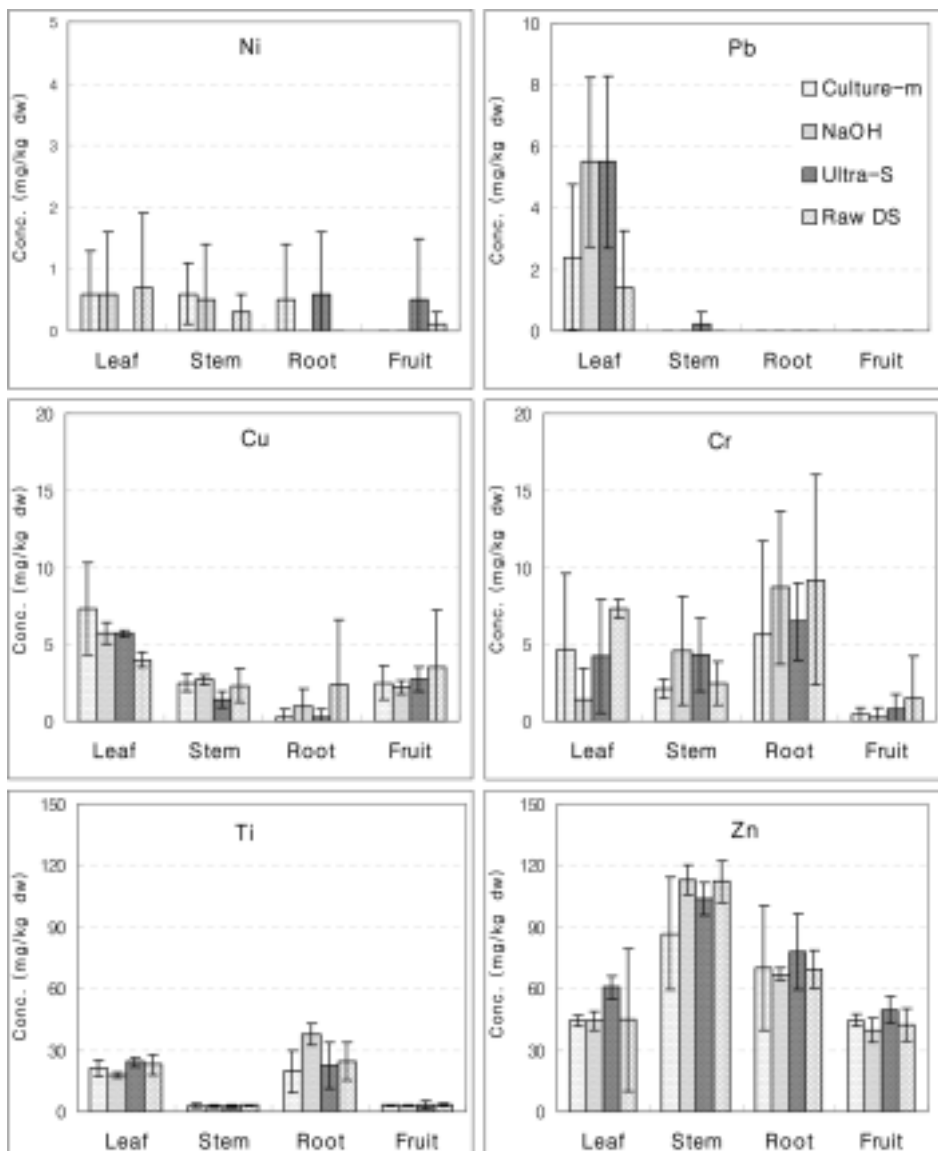 Ni
Conc. (mg/kg dw)
5
4
3
2
1
0
Leaf Stem Root Fruit
Pb
Conc. (mg/kg dw)
10
8
6
4
2
0
Culture-m
NaOH
Ultra-S
Raw DS
Leaf Stem Root Fruit
Cu
Conc. (mg/kg dw)
20
15
10
5
0
Leaf Stem Root Fruit
Cr
Conc. (mg/kg dw)
20
15
10
5
0
Leaf Stem Root Fruit
Ti
Conc. (mg/kg dw)
150
120
90
60
30
0
Leaf Stem Root Fruit
Zn
Conc. (mg/kg dw)
150
120
90
60
30
0
Leaf Stem Root Fruit